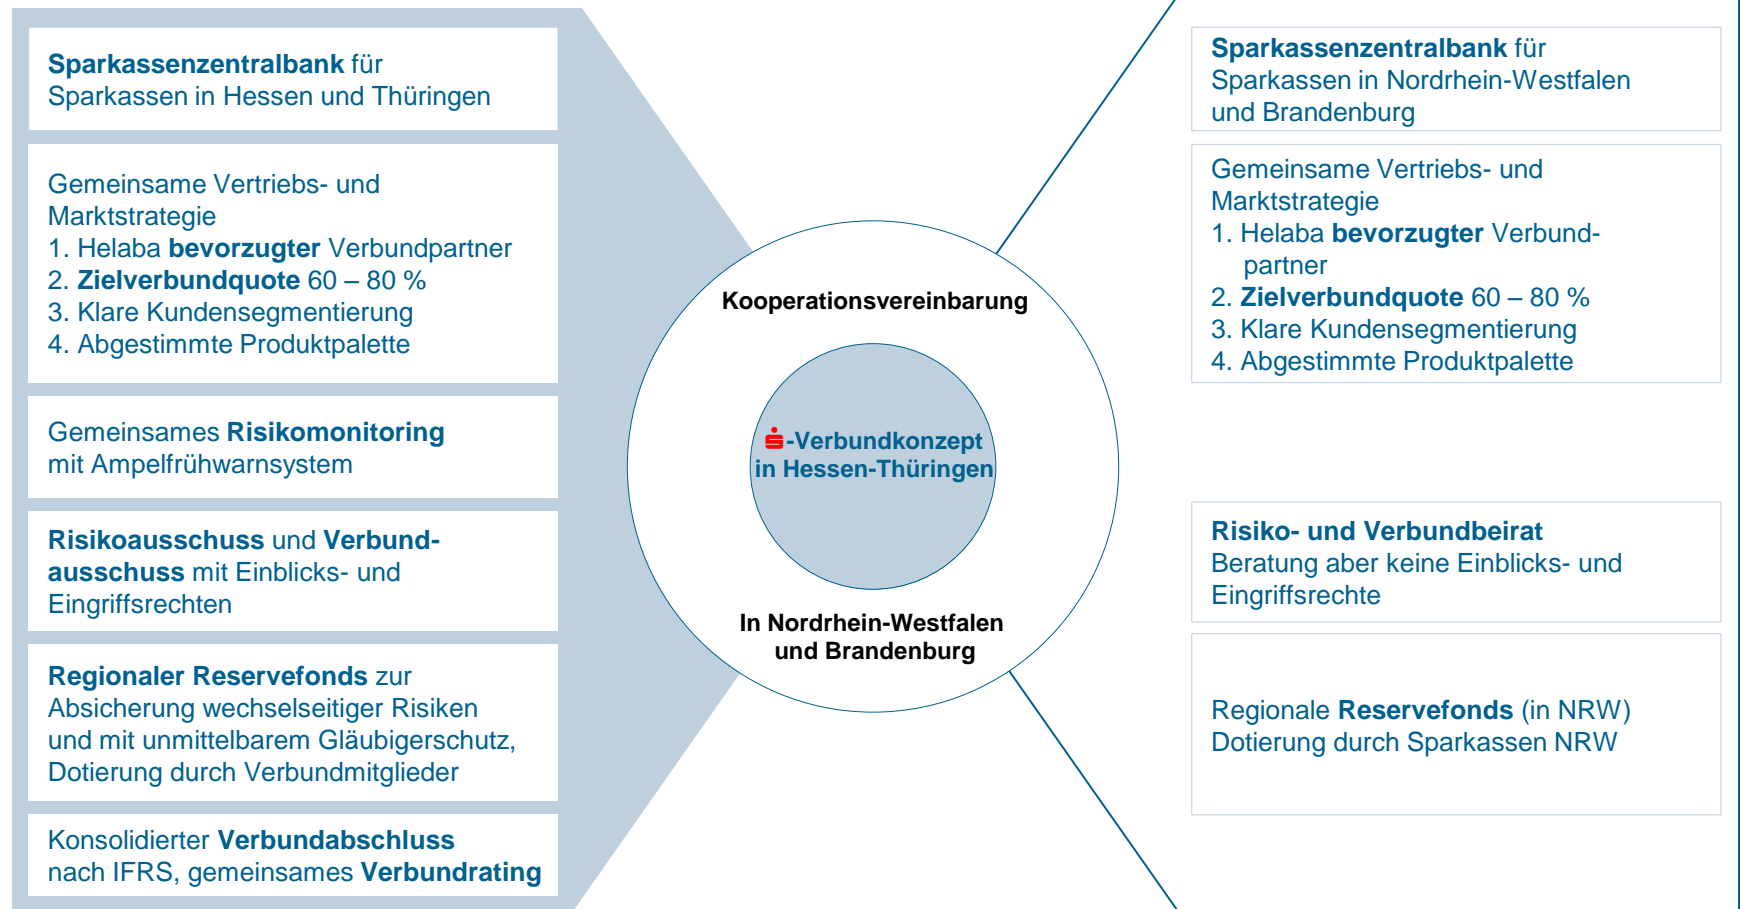 Sparkassenzentralbank für
Sparkassen in Hessen und Thüringen
Gemeinsame Vertriebs- und
Marktstrategie
1. Helaba bevorzugter Verbundpartner
2. Zielverbundquote 60 – 80 %
3. Klare Kundensegmentierung
4. Abgestimmte Produktpalette
Gemeinsames Risikomonitoring
mit Ampelfrühwarnsystem
Risikoausschuss und Verbund-
ausschuss mit Einblicks- und
Eingriffsrechten
Regionaler Reservefonds zur
Absicherung wechselseitiger Risiken
und mit unmittelbarem Gläubigerschutz,
Dotierung durch Verbundmitglieder
Konsolidierter Verbundabschluss
nach IFRS, gemeinsames Verbundrating
Kooperationsvereinbarung
-Verbundkonzept
in Hessen-Thüringen
In Nordrhein-Westfalen
und Brandenburg
Sparkassenzentralbank für
Sparkassen in Nordrhein-Westfalen
und Brandenburg
Gemeinsame Vertriebs- und
Marktstrategie
1. Helaba bevorzugter Verbund-
partner
2. Zielverbundquote 60 – 80 %
3. Klare Kundensegmentierung
4. Abgestimmte Produktpalette
Risiko- und Verbundbeirat
Beratung aber keine Einblicks- und
Eingriffsrechte
Regionale Reservefonds (in NRW)
Dotierung durch Sparkassen NRW